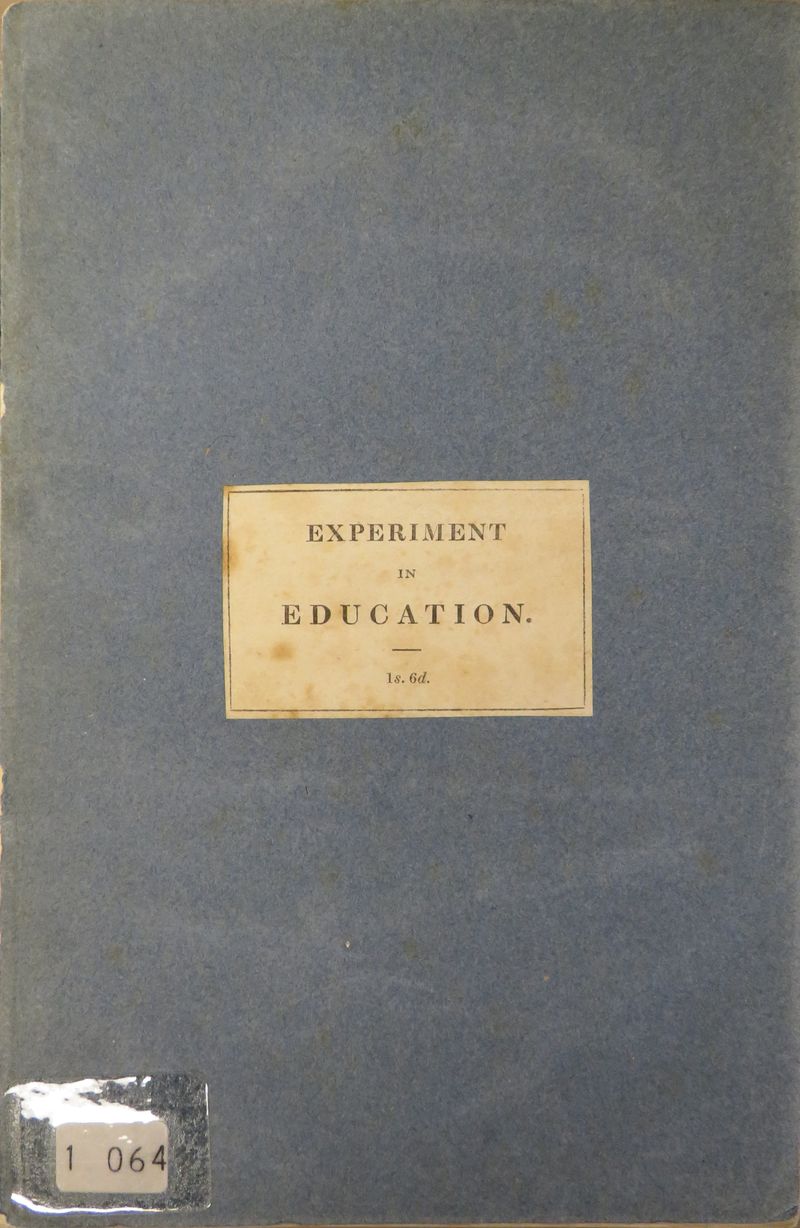 EXPERIMENT
IN
EDUCATION.
1s. 6d.
1 064